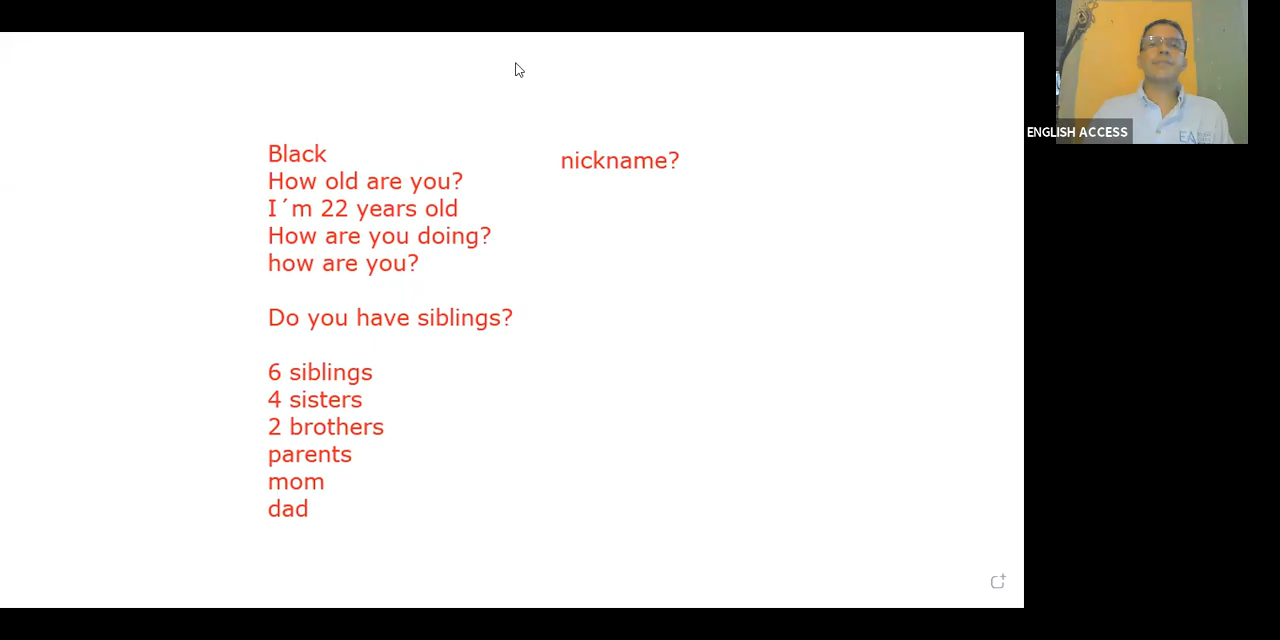 Black
nickname?
How old are you?
I´m 22 years old
How are you doing?
how are you?
Do you have siblings?
6 siblings
4 sisters
2 brothers
parents
mom
dad
ENGLISH ACCESS
EA